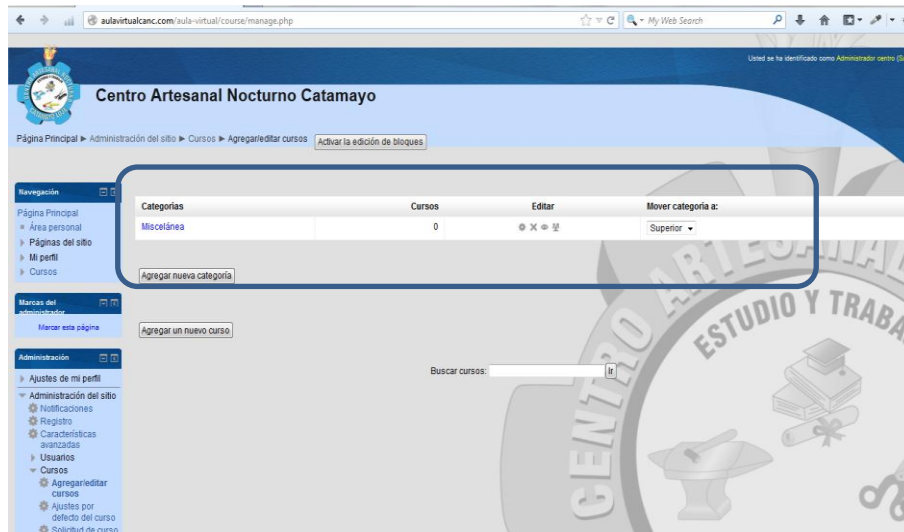 aulavirtualcanc.com/aula-virtual/course/manage.php
My Web Search
Usted se ha identificado como Administrador centro
Centro Artesanal Nocturno Catamayo
Página Principal ► Administración del sitio ► Cursos ► Agregar/editar cursos
Activar la edición de bloques
Navegación
Página Principal
Área personal
Páginas del sitio
Mi perfil
Cursos
Categorías Cursos Editar Mover categoría a:
Miscelánea 0 Superior
Agregar nueva categoría
Marcas del
administrador
Marcar esta página
Agregar un nuevo curso
Buscar cursos: Ir
Administración
Ajustes de mi perfil
Administración del sitio
Notificaciones
Registro
Características
avanzadas
Usuarios
Cursos
Agregar/editar
cursos
Ajustes por
defecto del curso
Solicitud de curso
CENTRO ARTESANAL
ESTUDIO Y TRABA